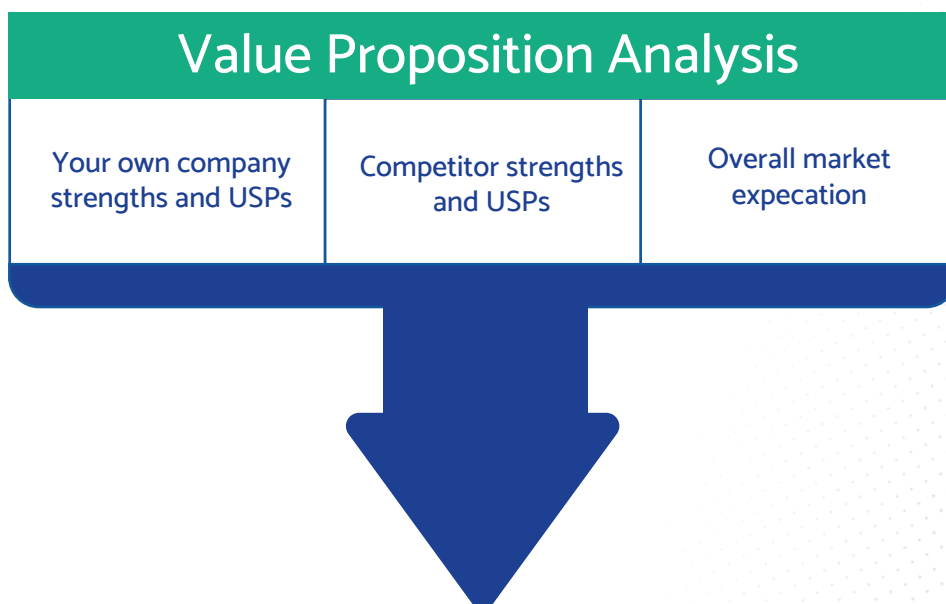 Value Proposition Analysis
Your own company
strengths and USPs
Competitor strengths
and USPs
Overall market
expecation